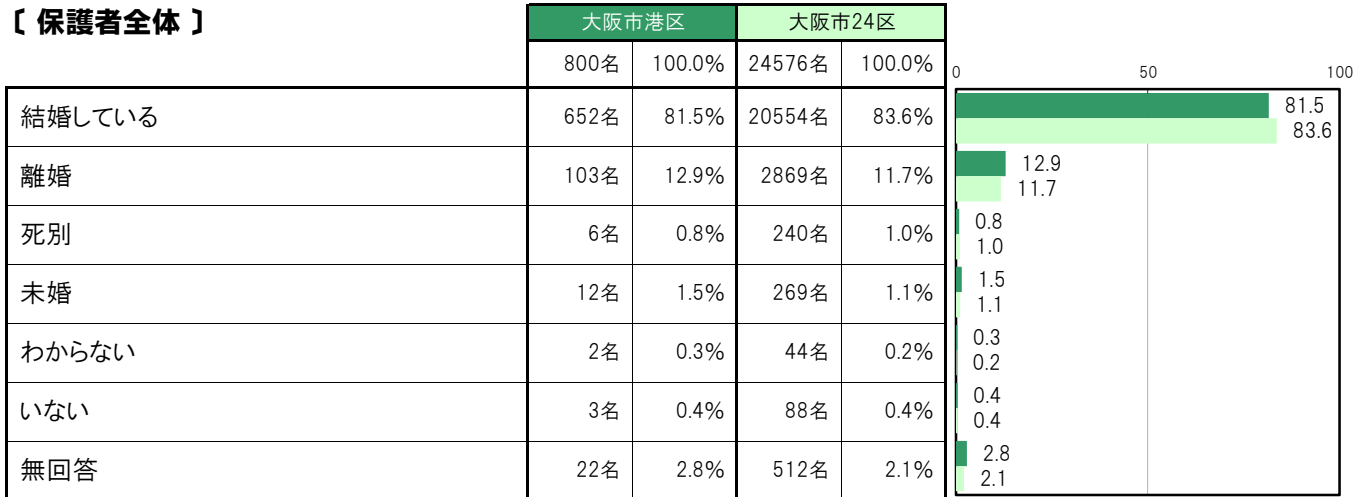 〔 保護者全体 〕
大阪市港区 大阪市24区
800名 100.0% 24576名 100.0%
0 50 100
結婚している 652名 81.5% 20554名 83.6% 81.5
83.6
離婚 103名 12.9% 2869名 11.7% 12.9
11.7
死別 6名 0.8% 240名 1.0% 0.8
1.0
未婚 12名 1.5% 269名 1.1% 1.5
1.1
わからない 2名 0.3% 44名 0.2% 0.3
0.2
いない 3名 0.4% 88名 0.4% 0.4
0.4
無回答 22名 2.8% 512名 2.1% 2.8
2.1